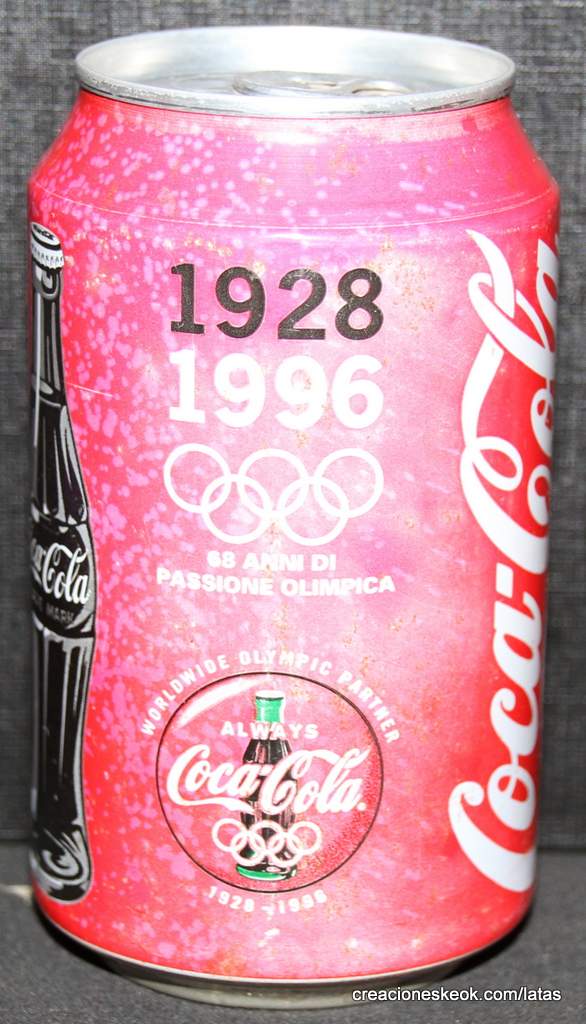 1928
1996
68 ANNI DI
PASSIONE OLIMPICA
WORLDWIDE OLYMPIC PARTNER
ALWAYS
Coca-Cola
1928 - 1996
Coca-Cola
Cola
MARK
creacioneskeok.com/latas